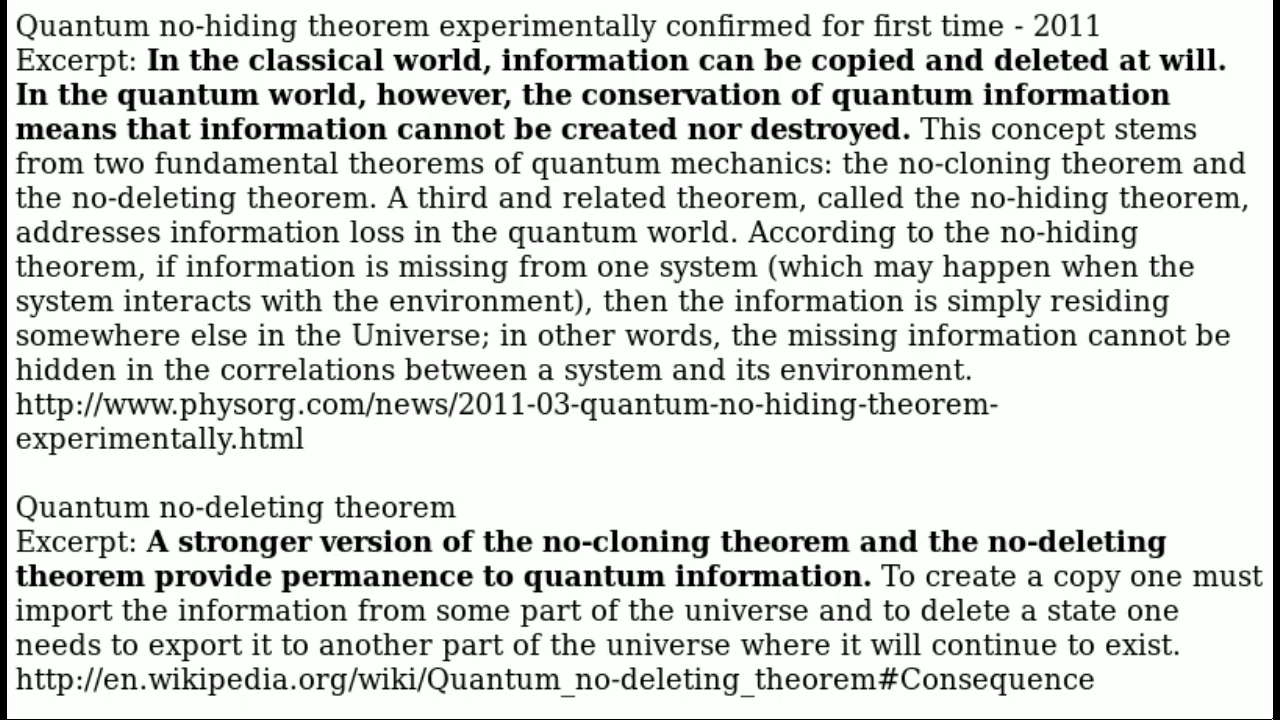 Quantum no-hiding theorem experimentally confirmed for first time - 2011
Excerpt: In the classical world, information can be copied and deleted at will.
In the quantum world, however, the conservation of quantum information
means that information cannot be created nor destroyed. This concept stems
from two fundamental theorems of quantum mechanics: the no-cloning theorem and
the no-deleting theorem. A third and related theorem, called the no-hiding theorem,
addresses information loss in the quantum world. According to the no-hiding
theorem, if information is missing from one system (which may happen when the
system interacts with the environment), then the information is simply residing
somewhere else in the Universe; in other words, the missing information cannot be
hidden in the correlations between a system and its environment.
http://www.physorg.com/news/2011-03-quantum-no-hiding-theorem-
experimentally.html
Quantum no-deleting theorem
Excerpt: A stronger version of the no-cloning theorem and the no-deleting
theorem provide permanence to quantum information. To create a copy one must
import the information from some part of the universe and to delete a state one
needs to export it to another part of the universe where it will continue to exist.
http://en.wikipedia.org/wiki/Quantum_no-deleting_theorem#Consequence